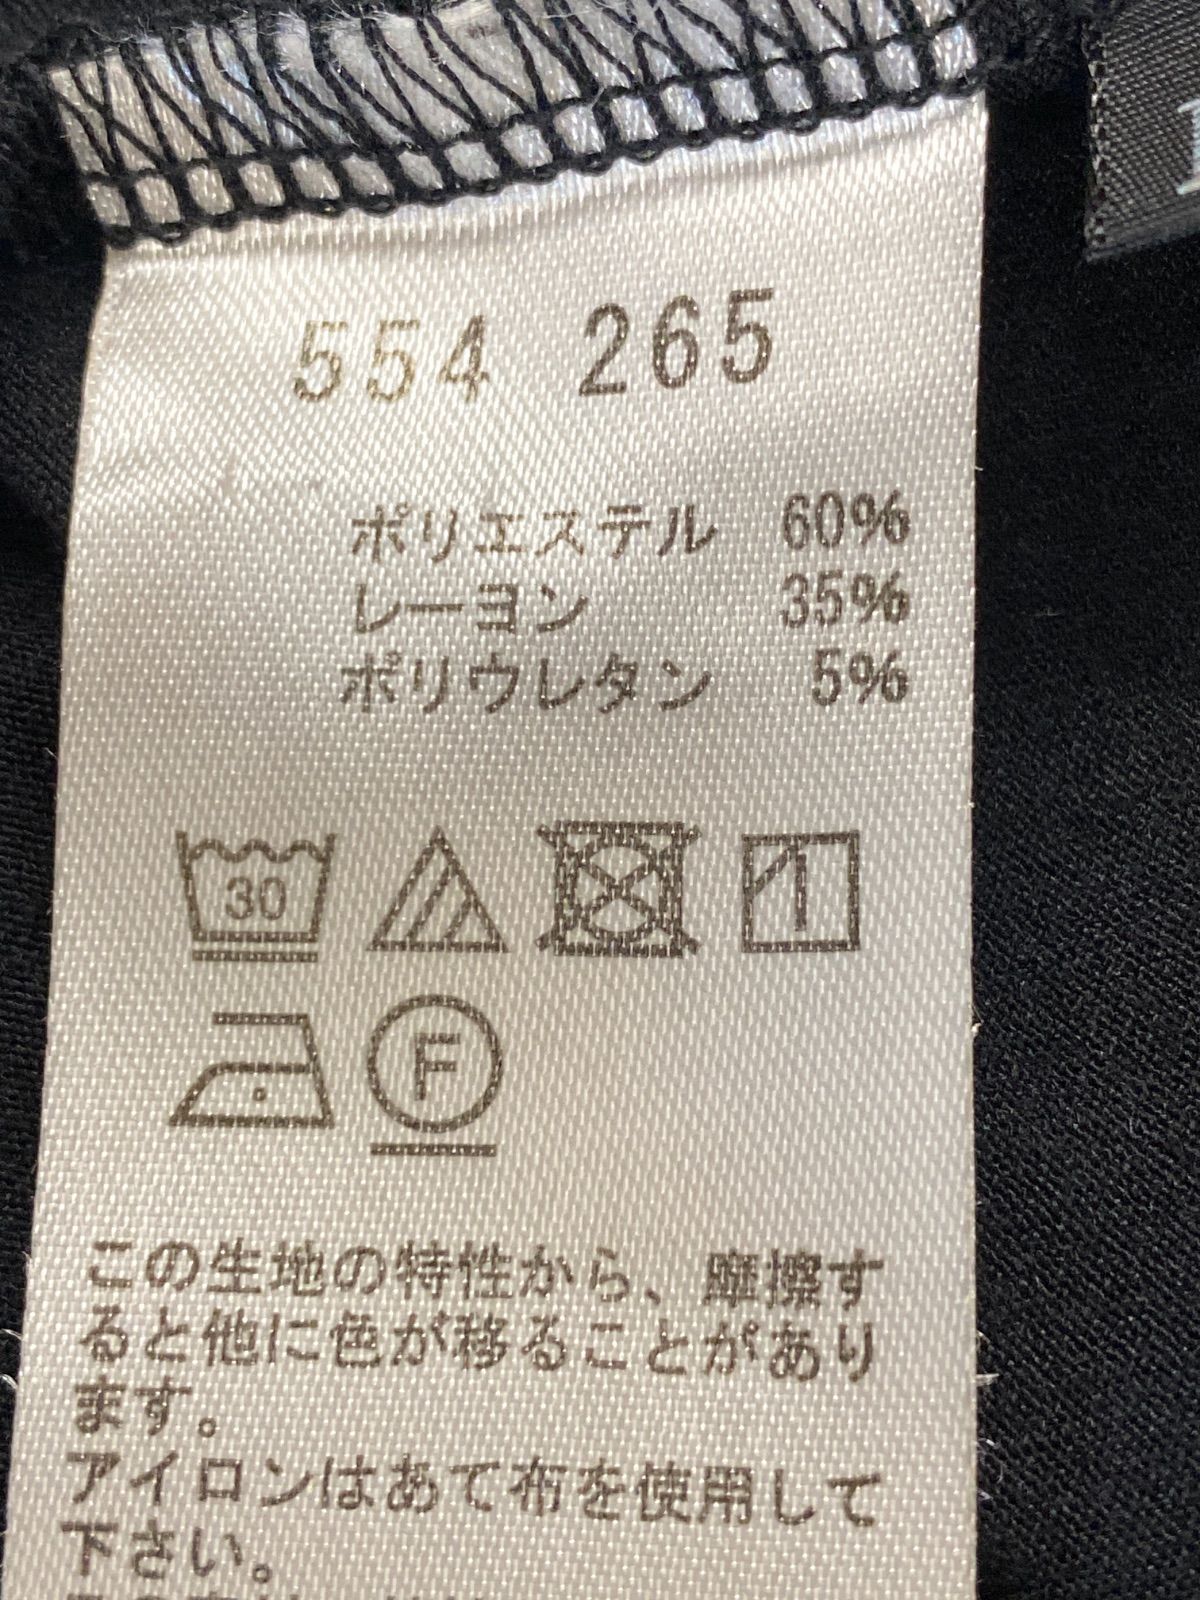 554 265
ポリエステル 60%
レーヨン 35%
ポリウレタン 5%
30
F
この生地の特性から、摩擦す
ると他に色が移ることがあり
ます。
アイロンはあて布を使用して
下さい。